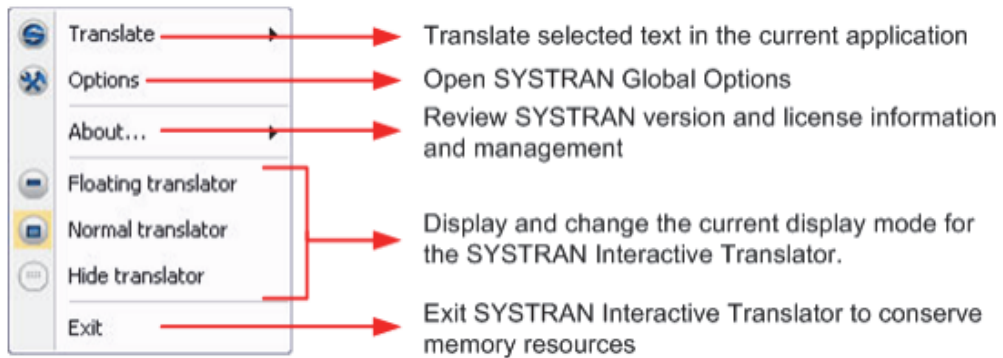 Translate
Translate selected text in the current application
Options
Open SYSTRAN Global Options
About...
Review SYSTRAN version and license information
and management
Floating translator
Normal translator
Hide translator
Display and change the current display mode for
the SYSTRAN Interactive Translator.
Exit
Exit SYSTRAN Interactive Translator to conserve
memory resources